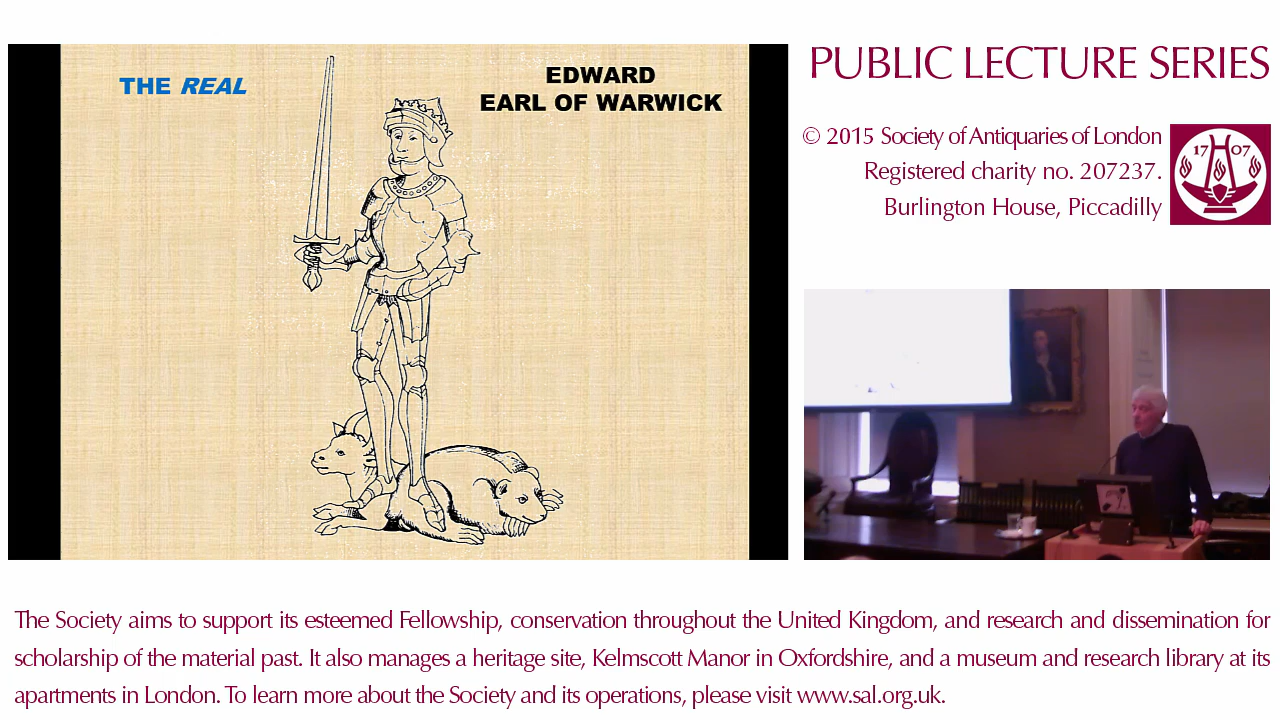 THE REAL
EDWARD
EARL OF WARWICK
PUBLIC LECTURE SERIES
© 2015 Society of Antiquaries of London
Registered charity no. 207237.
Burlington House, Piccadilly
17 07
The Society aims to support its esteemed Fellowship, conservation throughout the United Kingdom, and research and dissemination for
scholarship of the material past. It also manages a heritage site, Kelmscott Manor in Oxfordshire, and a museum and research library at its
apartments in London. To learn more about the Society and its operations, please visit www.sal.org.uk.